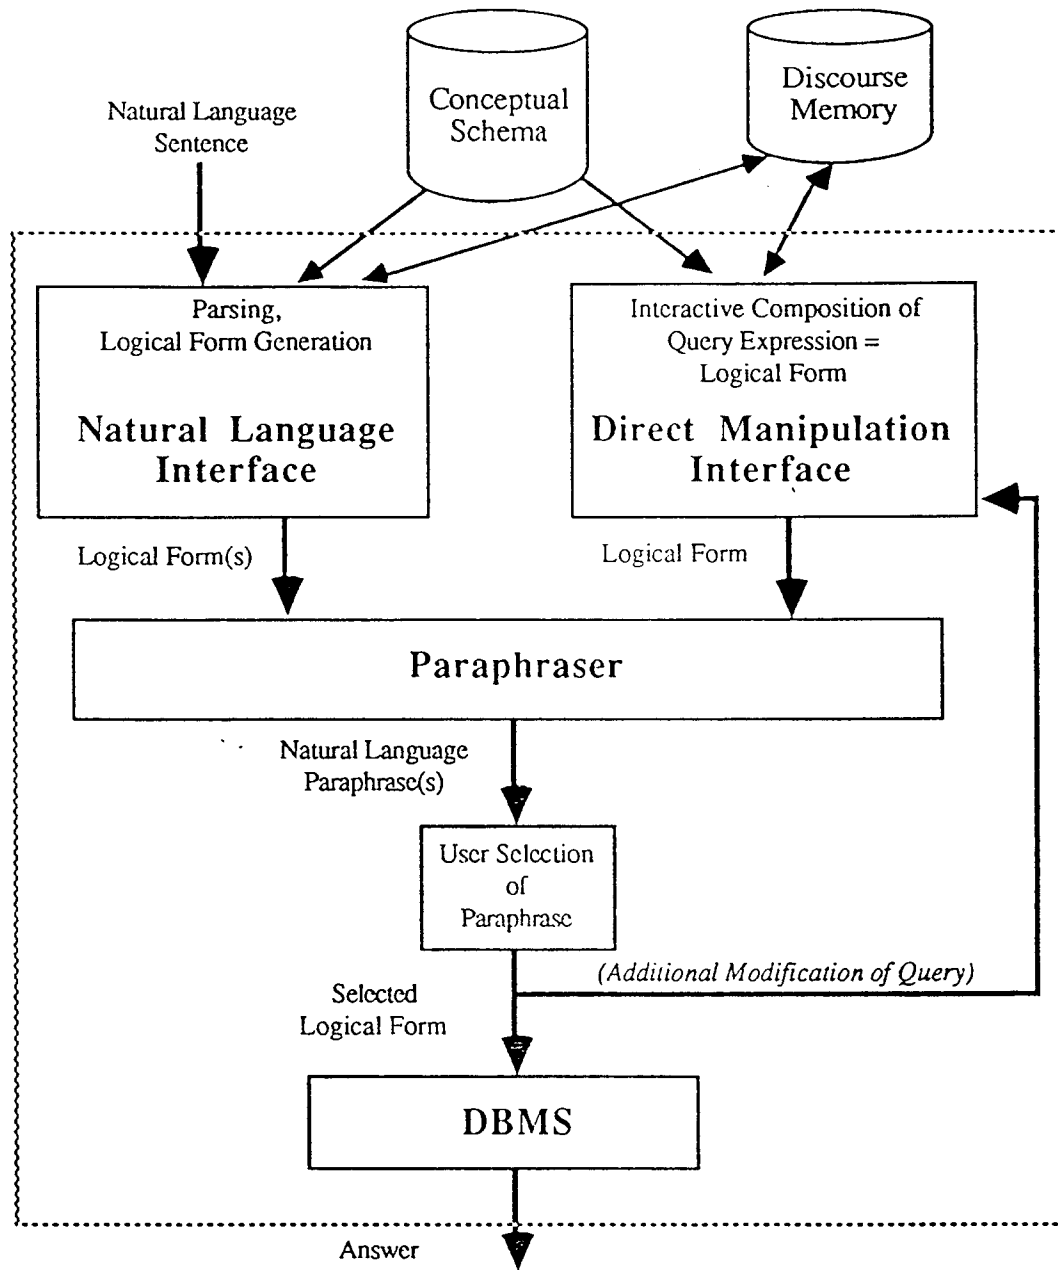 Conceptual
Schema
Discourse
Memory
Natural Language
Sentence
Parsing,
Logical Form Generation
Natural Language
Interface
Interactive Composition of
Query Expression =
Logical Form
Direct Manipulation
Interface
Logical Form(s)
Logical Form
Paraphraser
Natural Language
Paraphrase(s)
User Selection
of
Paraphrase
(Additional Modification of Query)
Selected
Logical Form
DBMS
Answer